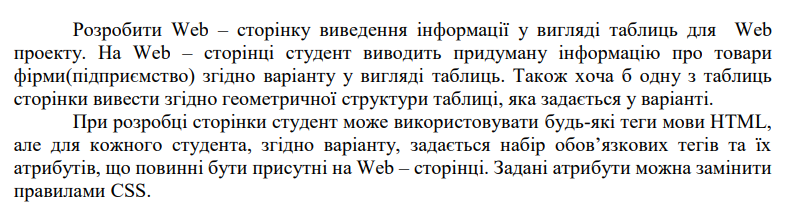 Розробити Web – сторінку виведення інформації у вигляді таблиць для Web
проекту. На Web – сторінці студент виводить придуману інформацію про товари
фірми(підприємство) згідно варіанту у вигляді таблиць. Також хоча б одну з таблиць
сторінки вивести згідно геометричної структури таблиці, яка задається у варіанті.
При розробці сторінки студент може використовувати будь-які теги мови HTML,
але для кожного студента, згідно варіанту, задається набір обов’язкових тегів та їх
атрибутів, що повинні бути присутні на Web – сторінці. Задані атрибути можна замінити
правилами CSS.